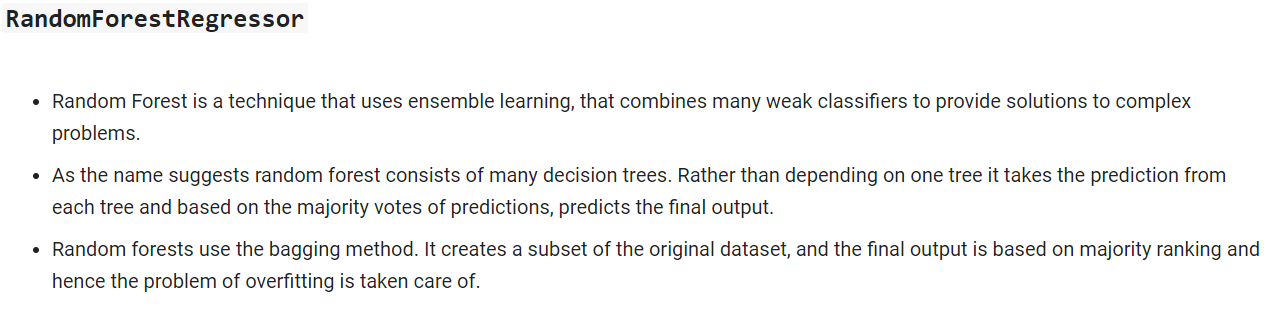 RandomForestRegressor
• Random Forest is a technique that uses ensemble learning, that combines many weak classifiers to provide solutions to complex
problems.
• As the name suggests random forest consists of many decision trees. Rather than depending on one tree it takes the prediction from
each tree and based on the majority votes of predictions, predicts the final output.
• Random forests use the bagging method. It creates a subset of the original dataset, and the final output is based on majority ranking and
hence the problem of overfitting is taken care of.